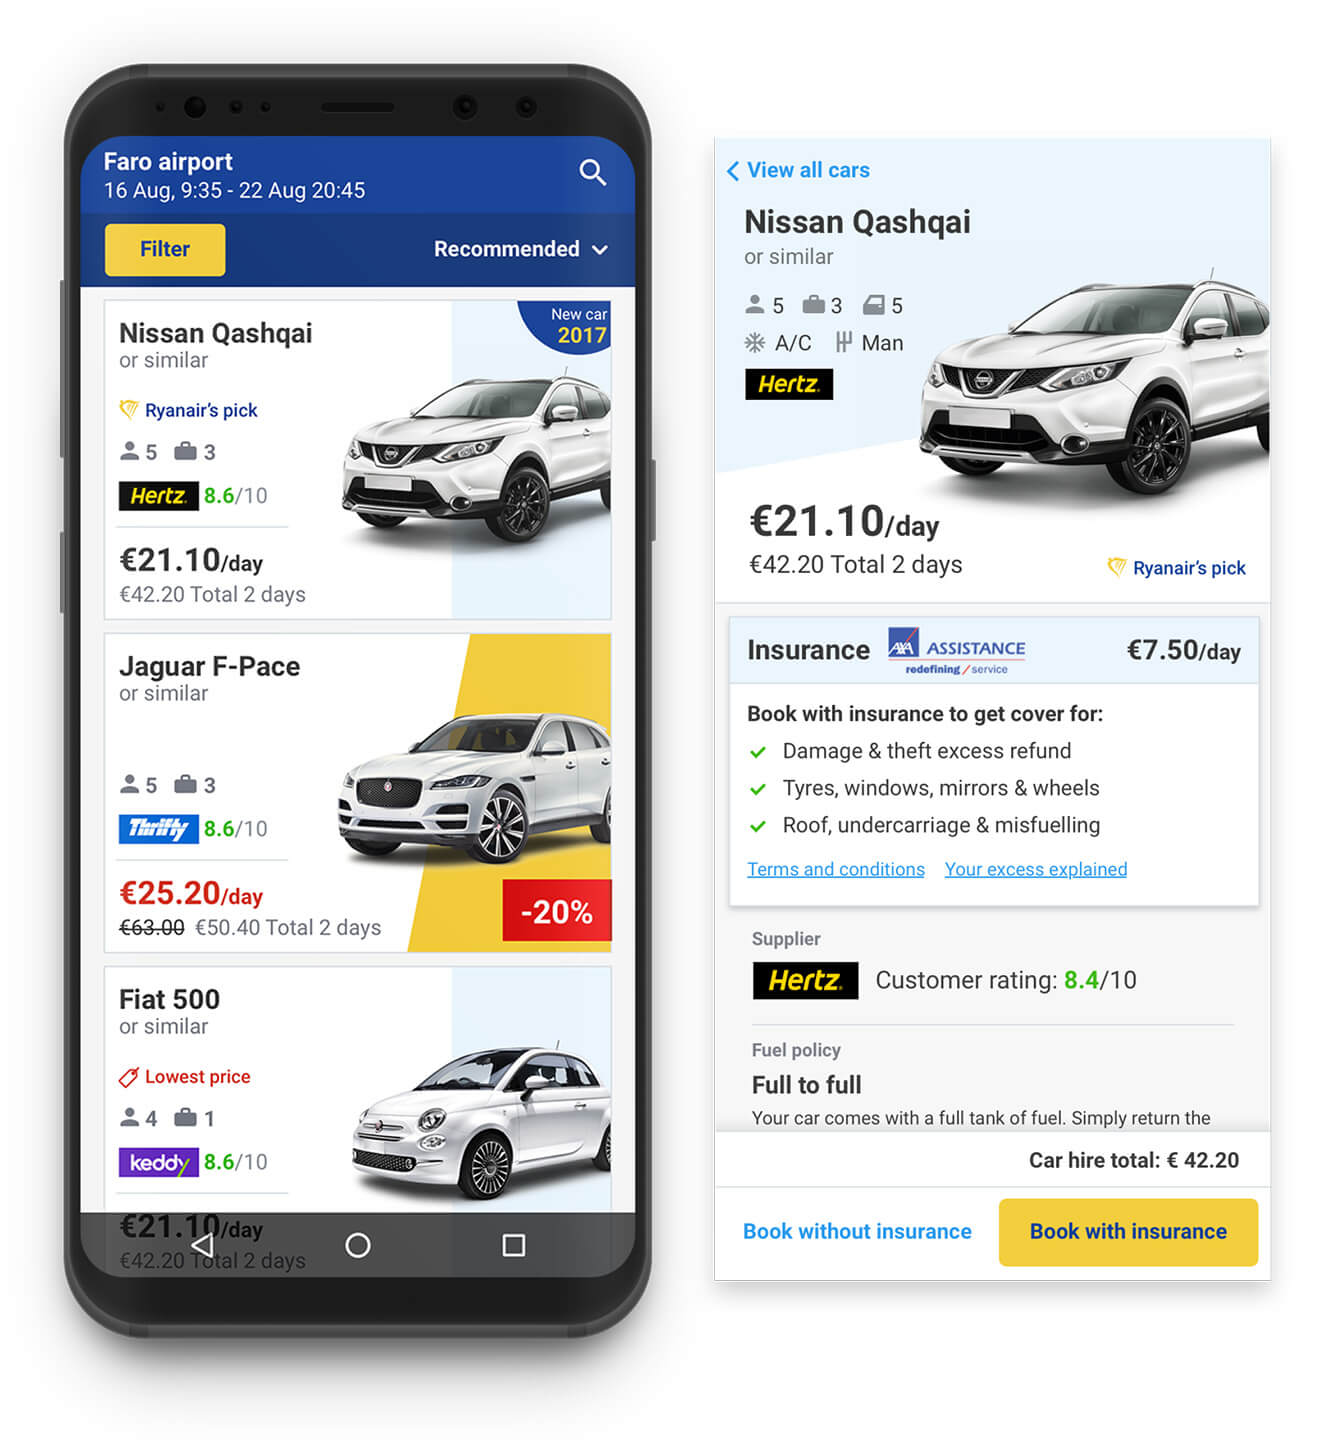 Faro airport
16 Aug, 9:35 - 22 Aug 20:45
Filter
Recommended
New car
2017
Nissan Qashqai
or similar
Ryanair's pick
5 3
Hertz. 8.6/10
€21.10/day
€42.20 Total 2 days
Jaguar F-Pace
or similar
5 3
Thrifty 8.6/10
€25.20/day
€63.00 €50.40 Total 2 days
-20%
Fiat 500
or similar
Lowest price
4 1
keddy 8.6/10
€21.10/day
€42.20 Total 2 days
View all cars
Nissan Qashqai
or similar
5 3 5
A/C Man
Hertz.
€21.10/day
€42.20 Total 2 days
Ryanair's pick
Insurance AXA ASSISTANCE €7.50/day
redefining / service
Book with insurance to get cover for:
Damage & theft excess refund
Tyres, windows, mirrors & wheels
Roof, undercarriage & misfuelling
Terms and conditions Your excess explained
Supplier
Hertz. Customer rating: 8.4/10
Fuel policy
Full to full
Your car comes with a full tank of fuel. Simply return the
Car hire total: € 42.20
Book without insurance Book with insurance